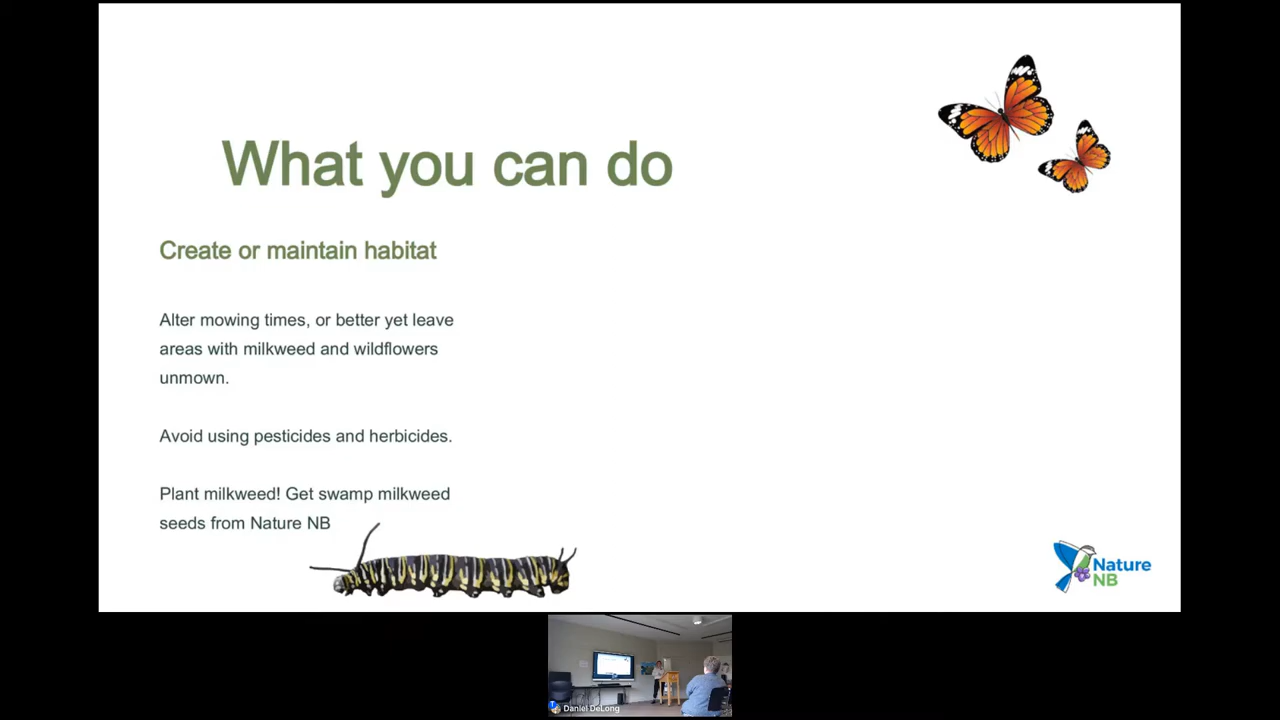 What you can do
Create or maintain habitat
Alter mowing times, or better yet leave
areas with milkweed and wildflowers
unmown.
Avoid using pesticides and herbicides.
Plant milkweed! Get swamp milkweed
seeds from Nature NB
Nature
NB
Daniel DeLong